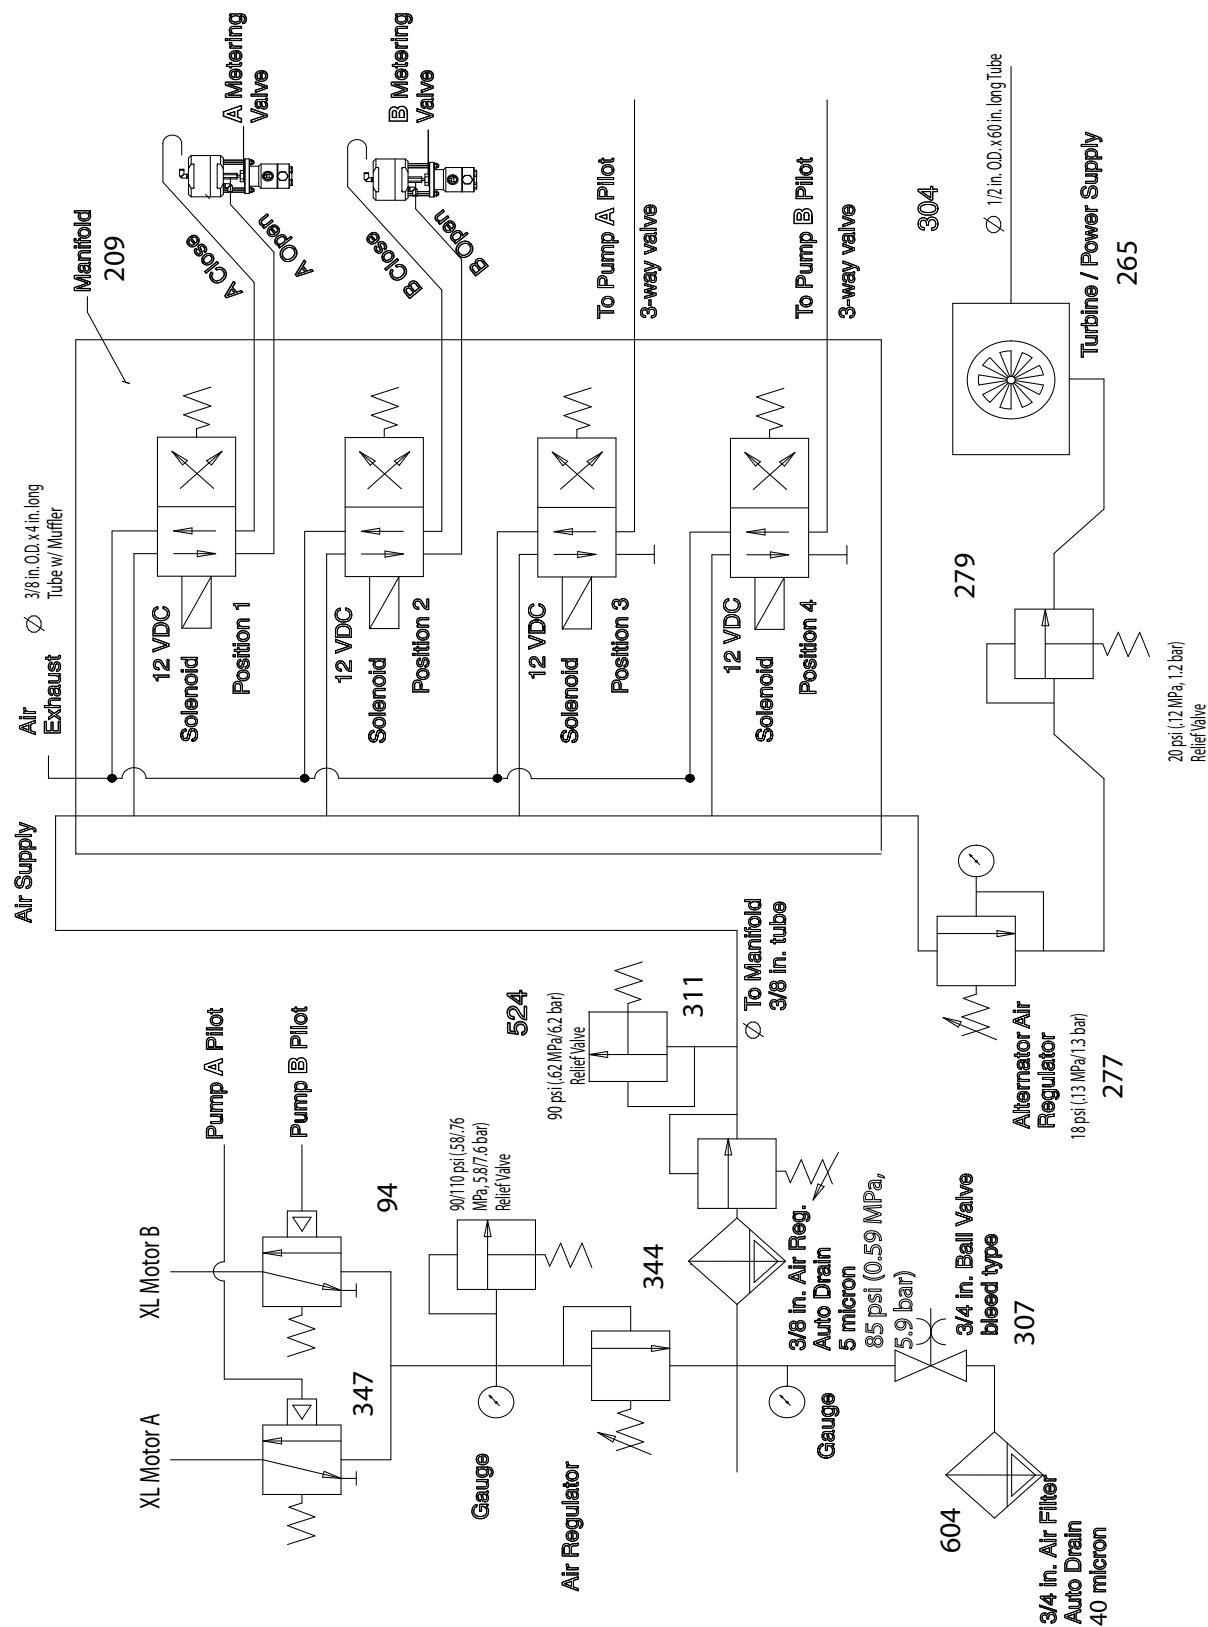 XL Motor A
XL Motor B
347
94
Pump A Pilot
Pump B Pilot
Gauge
Air Regulator
90/110 psi (.58/.76
MPa, 5.8/7.6 bar)
Relief Valve
524
90 psi (.62 MPa/6.2 bar)
Relief Valve
311
344
Ø To Manifold
3/8 in. tube
3/8 in. Air Reg.
Auto Drain
5 micron
85 psi (0.59 MPa,
5.9 bar)
Gauge
3/4 in. Ball Valve
bleed type
307
604
3/4 in. Air Filter
Auto Drain
40 micron
Air Supply
Air
Exhaust
Ø 3/8 in. O.D. x 4 in. long
Tube w/ Muffler
Manifold
209
12 VDC
Solenoid
Position 1
12 VDC
Solenoid
Position 2
12 VDC
Solenoid
Position 3
12 VDC
Solenoid
Position 4
A Close
A Open
A Metering
Valve
B Close
B Open
B Metering
Valve
To Pump A Pilot
3-way valve
To Pump B Pilot
3-way valve
304
Ø 1/2 in. O.D. x 60 in. long Tube
Turbine / Power Supply
265
279
20 psi (.12 MPa, 1.2 bar)
Relief Valve
Alternator Air
Regulator
18 psi (.13 MPa/1.3 bar)
277